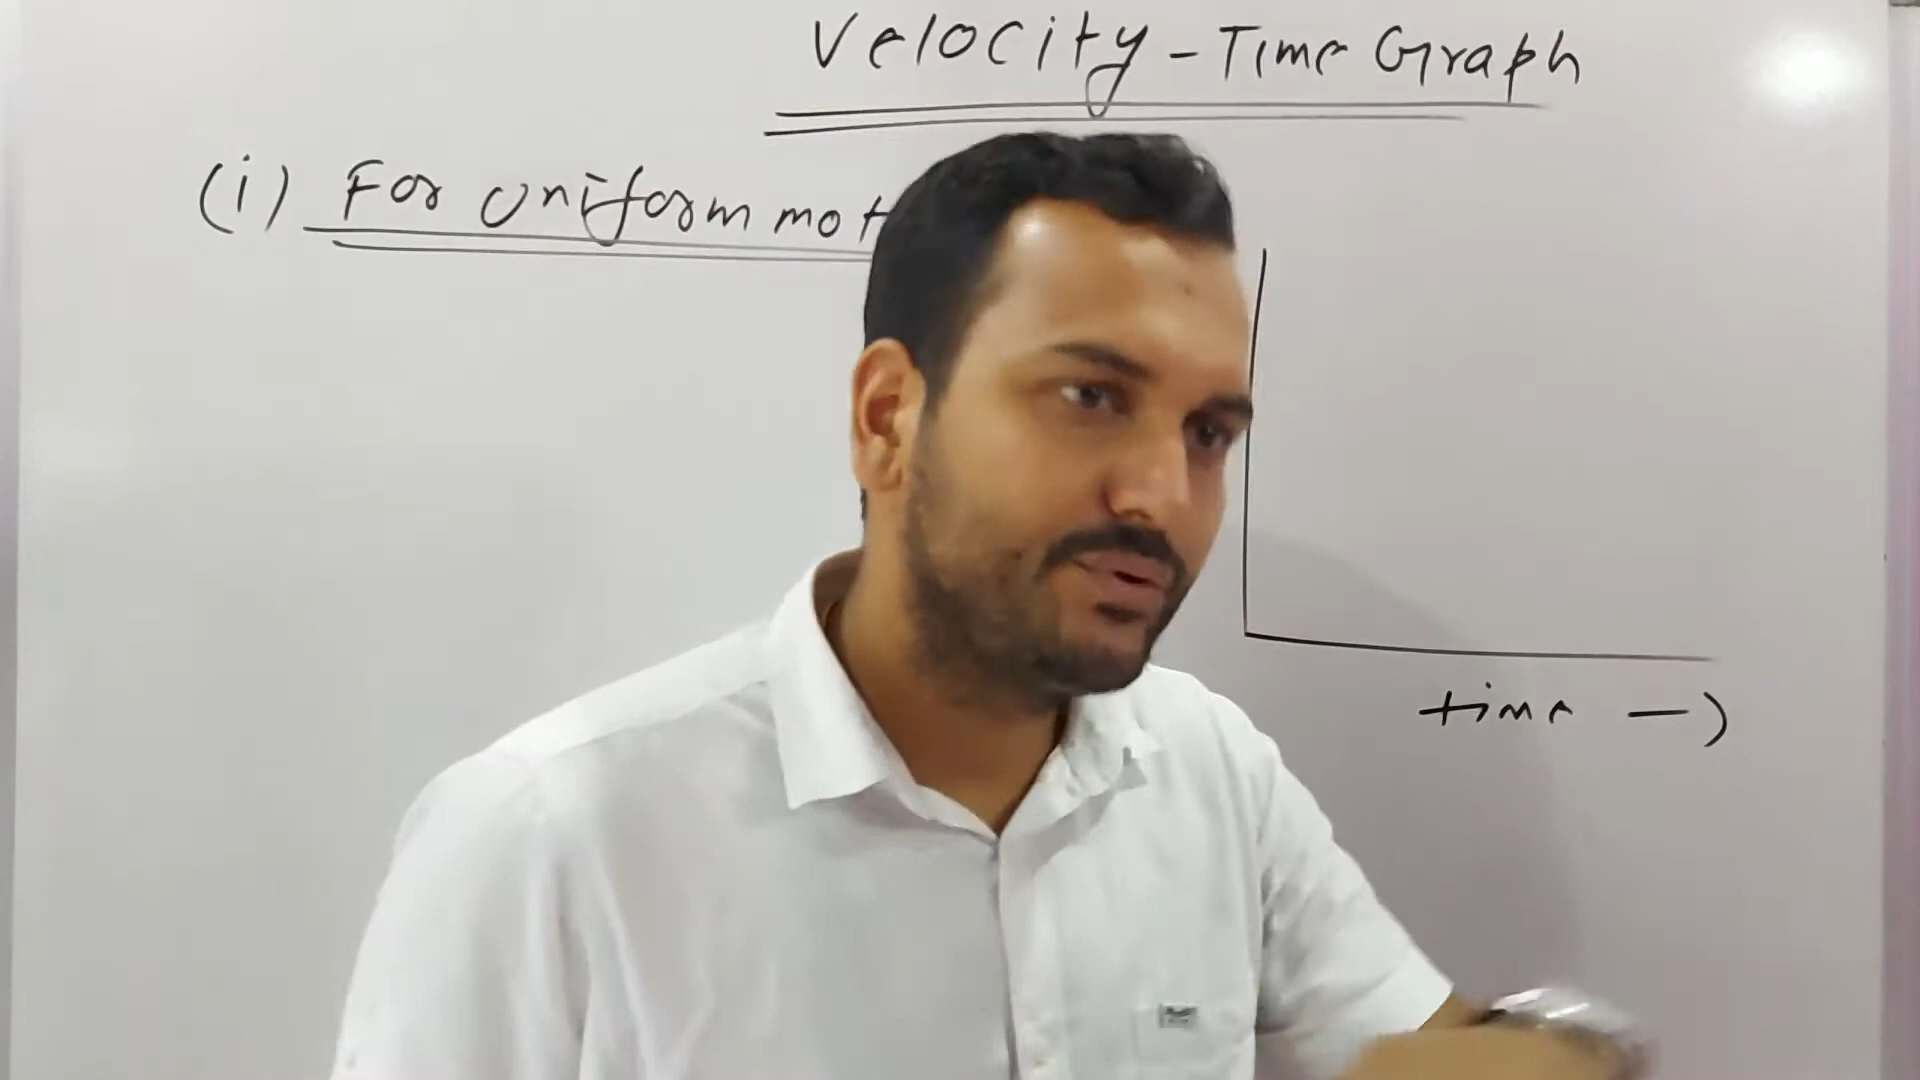 Velocity - Time Graph
(i) For uniform mot
time →